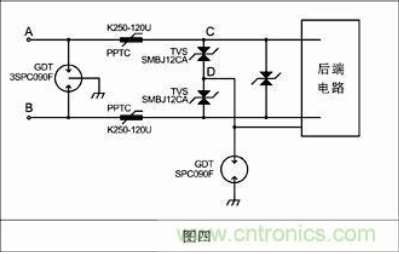 A
K250-120U
C
PPTC
TVS
SMBJ12CA
GDT
3SPC090F
D
后端
电路
TVS
SMBJ12CA
PPTC
B
K250-120U
GDT
SPC090F
图四
www.cntronics.com